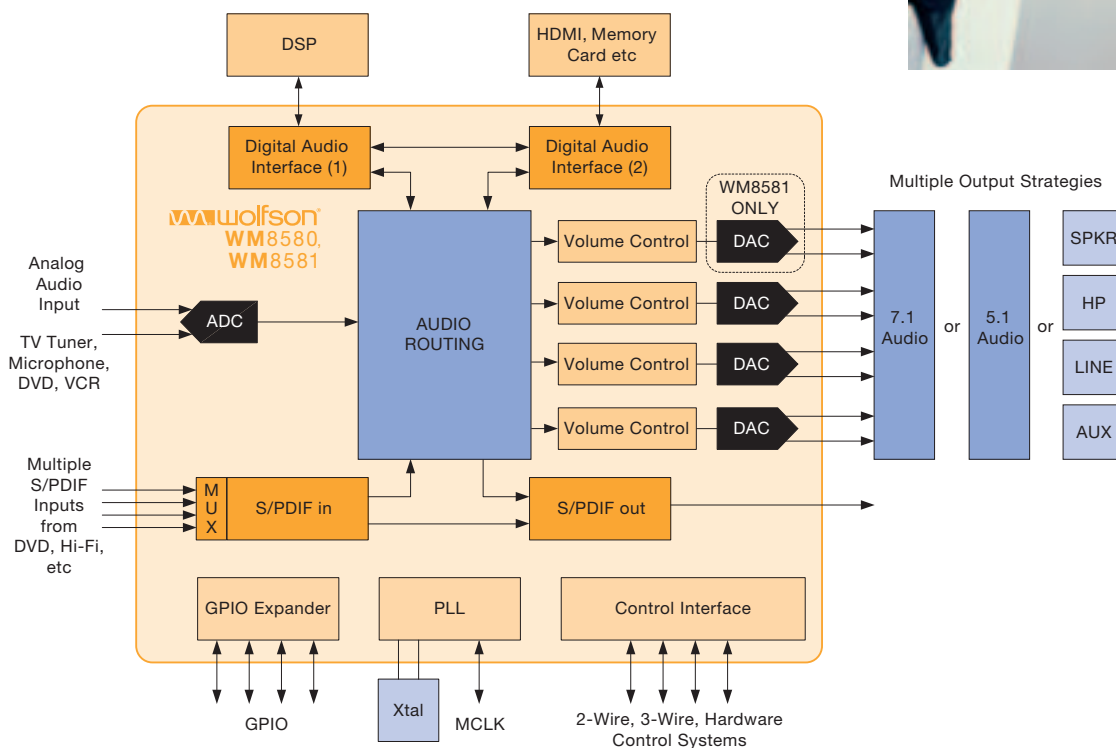 DSP
HDMI, Memory
Card etc
Digital Audio
Interface (1)
Digital Audio
Interface (2)
wolfson®
WM8580,
WM8581
WM8581
ONLY
Multiple Output Strategies
Analog
Audio
Input
TV Tuner,
Microphone,
DVD, VCR
ADC
AUDIO
ROUTING
Volume Control
DAC
Volume Control
DAC
Volume Control
DAC
Volume Control
DAC
7.1
Audio
or
5.1
Audio
or
SPKR
HP
LINE
AUX
Multiple
S/PDIF
Inputs
from
DVD, Hi-Fi,
etc
M
U
X
S/PDIF in
S/PDIF out
GPIO Expander
PLL
Control Interface
GPIO
Xtal
MCLK
2-Wire, 3-Wire, Hardware
Control Systems